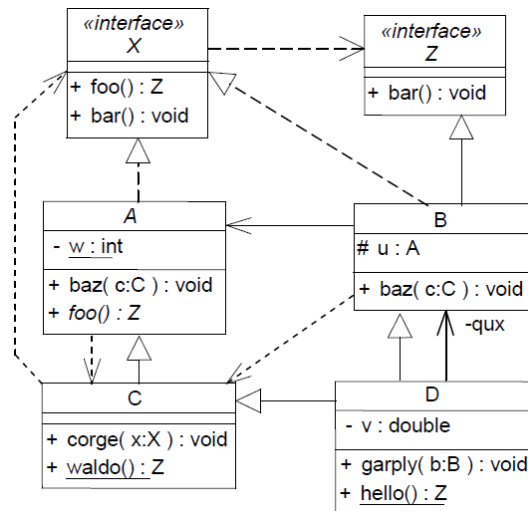 «interface»
X
+ foo() : Z
+ bar() : void
«interface»
Z
+ bar() : void
A
- w : int
+ baz( c:C ) : void
+ foo() : Z
B
# u : A
+ baz( c:C ) : void
-qux
C
+ corge( x:X ) : void
+ waldo() : Z
D
- v : double
+ garply( b:B ) : void
+ hello() : Z